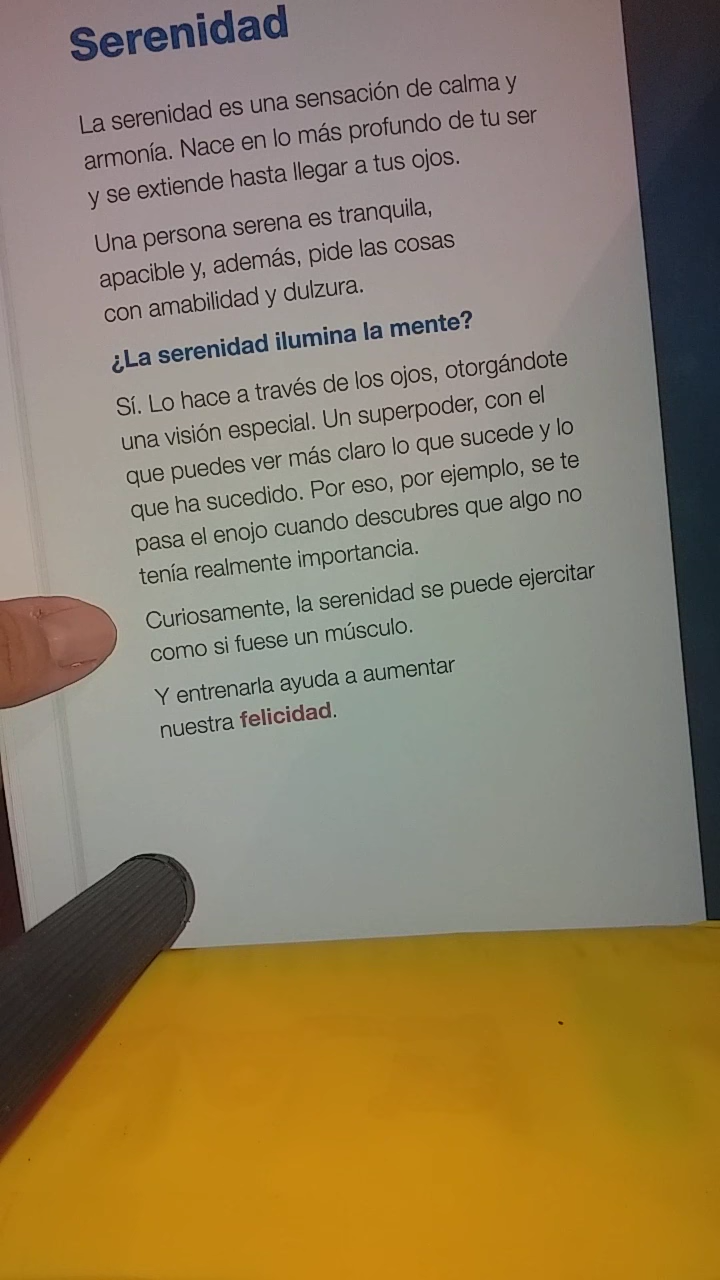 Serenidad
La serenidad es una sensación de calma y
armonía. Nace en lo más profundo de tu ser
y se extiende hasta llegar a tus ojos.
Una persona serena es tranquila,
apacible y, además, pide las cosas
con amabilidad y dulzura.
¿La serenidad ilumina la mente?
Sí. Lo hace a través de los ojos, otorgándote
una visión especial. Un superpoder, con el
que puedes ver más claro lo que sucede y lo
que ha sucedido. Por eso, por ejemplo, se te
pasa el enojo cuando descubres que algo no
tenía realmente importancia.
Curiosamente, la serenidad se puede ejercitar
como si fuese un músculo.
Y entrenarla ayuda a aumentar
nuestra felicidad.